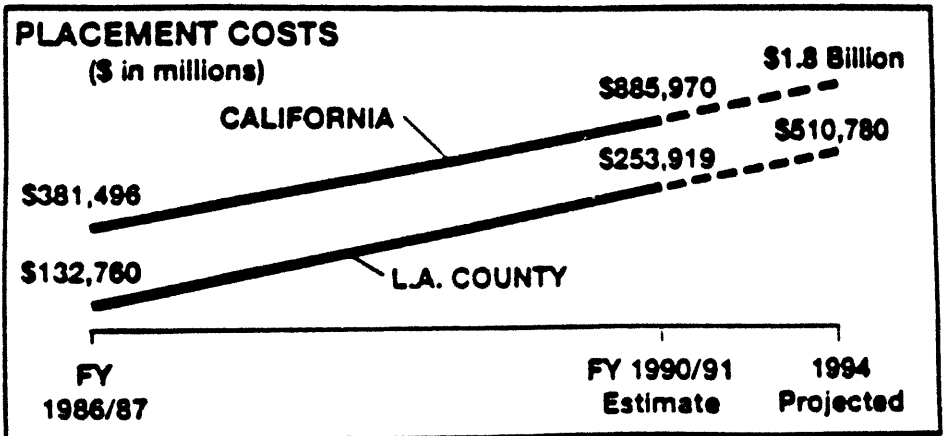 PLACEMENT COSTS
($ in millions)
$1.8 Billion
$885,970
CALIFORNIA
$510,780
$253,919
$381,496
$132,760
L.A. COUNTY
FY
1986/87
FY 1990/91
Estimate
1994
Projected